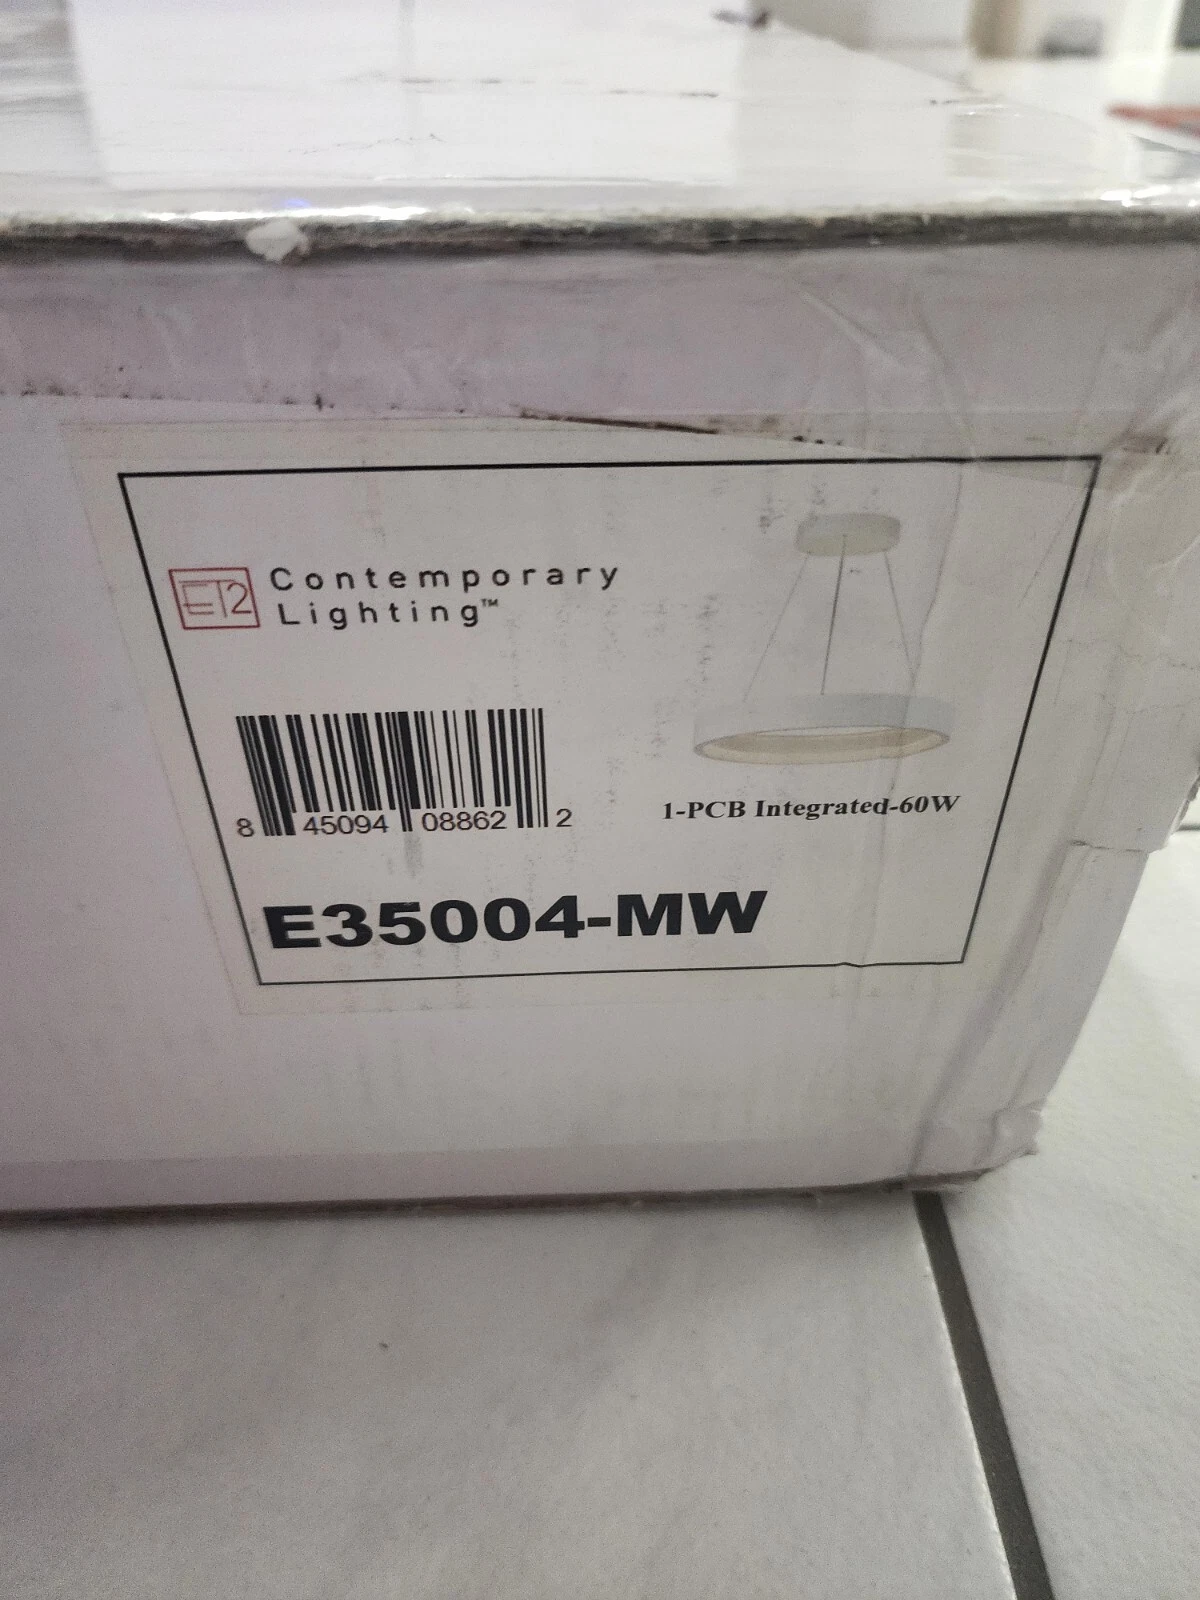 ET2
Contemporary
Lighting™
8 45094 08862 2
1-PCB Integrated-60W
E35004-MW